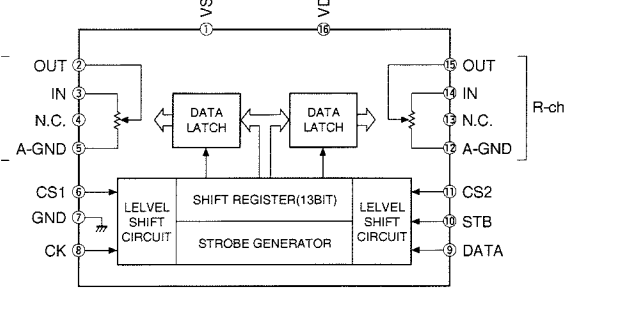 VS
VD
① ⑯
OUT ② ⑮ OUT
IN ③ ⑭ IN
N.C. ④ ⑬ N.C.
A-GND ⑤ ⑫ A-GND
R-ch
DATA LATCH
DATA LATCH
CS1 ⑥ ⑪ CS2
GND ⑦ ⑩ STB
CK ⑧ ⑨ DATA
LELVEL
SHIFT
CIRCUIT
SHIFT REGISTER(13BIT)
STROBE GENERATOR
LELVEL
SHIFT
CIRCUIT